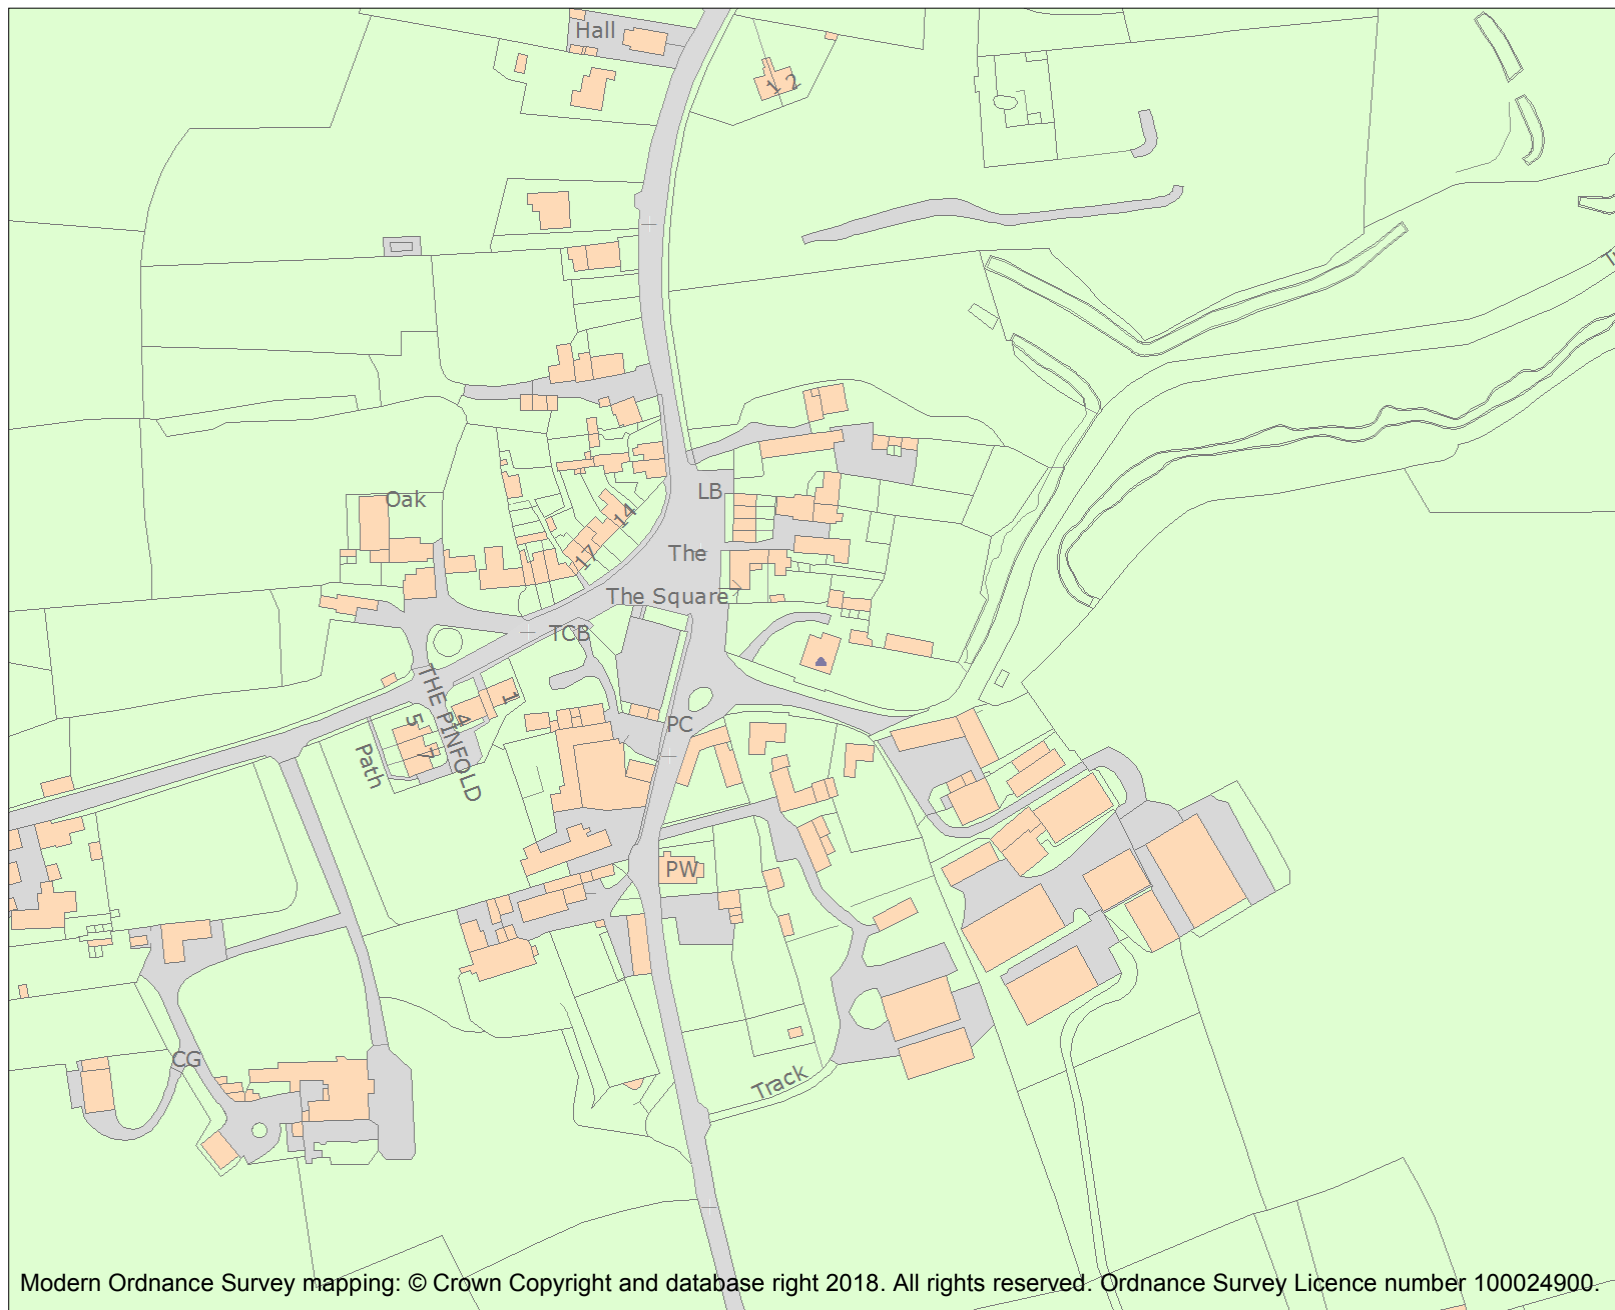 Hall
1
2
Oak
LB
14
17
The
The Square
7
TCB
THE PINFOLD
1
4
5
7
PC
Path
PW
CG
Track
Modern Ordnance Survey mapping: © Crown Copyright and database right 2018. All rights reserved. Ordnance Survey Licence number 100024900.